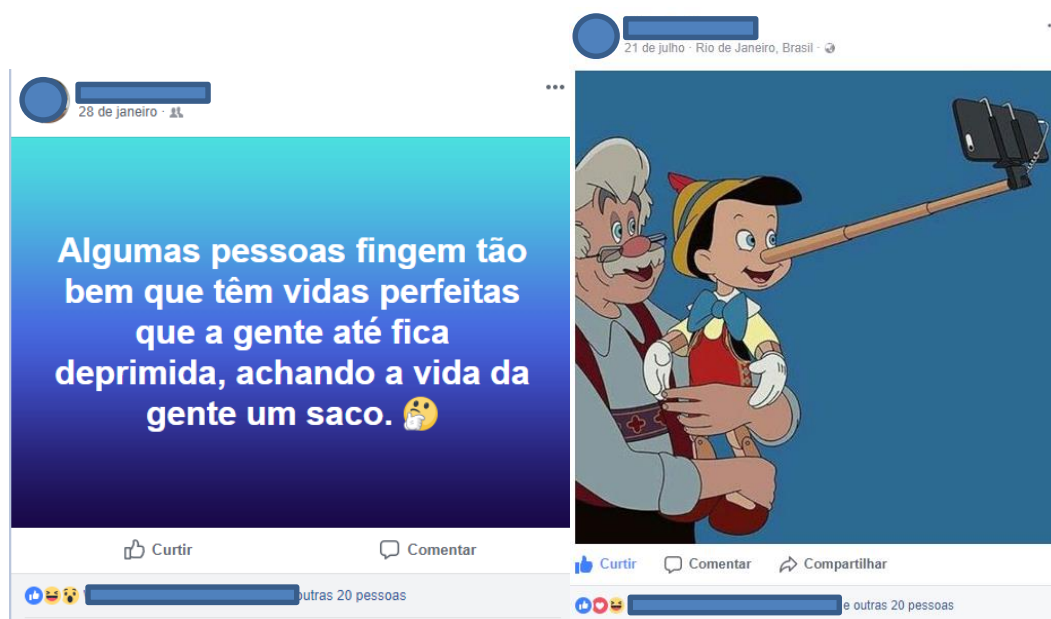 28 de janeiro
Algumas pessoas fingem tão
bem que têm vidas perfeitas
que a gente até fica
deprimida, achando a vida da
gente um saco. 🤔
Curtir Comentar
outras 20 pessoas
21 de julho · Rio de Janeiro, Brasil
Curtir Comentar Compartilhar
e outras 20 pessoas